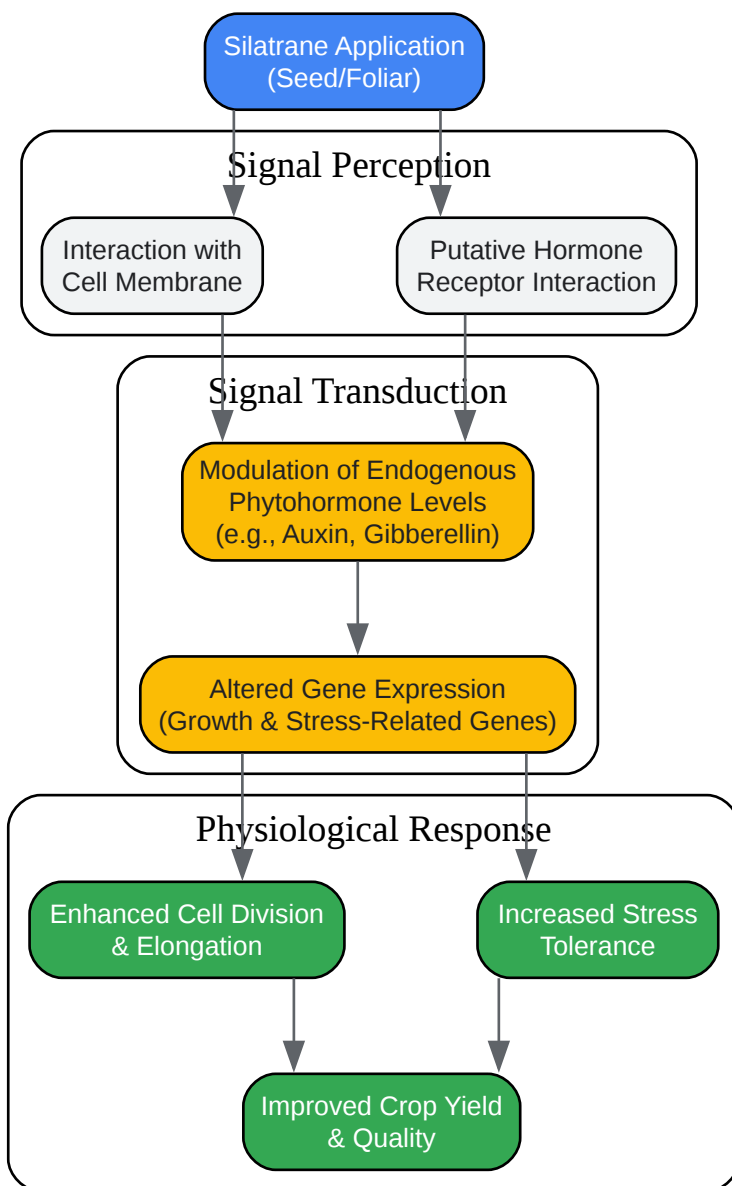 Silatrane Application
(Seed/Foliar)
Signal Perception
Interaction with
Cell Membrane
Putative Hormone
Receptor Interaction
Signal Transduction
Modulation of Endogenous
Phytohormone Levels
(e.g., Auxin, Gibberellin)
Altered Gene Expression
(Growth & Stress-Related Genes)
Physiological Response
Enhanced Cell Division
& Elongation
Increased Stress
Tolerance
Improved Crop Yield
& Quality